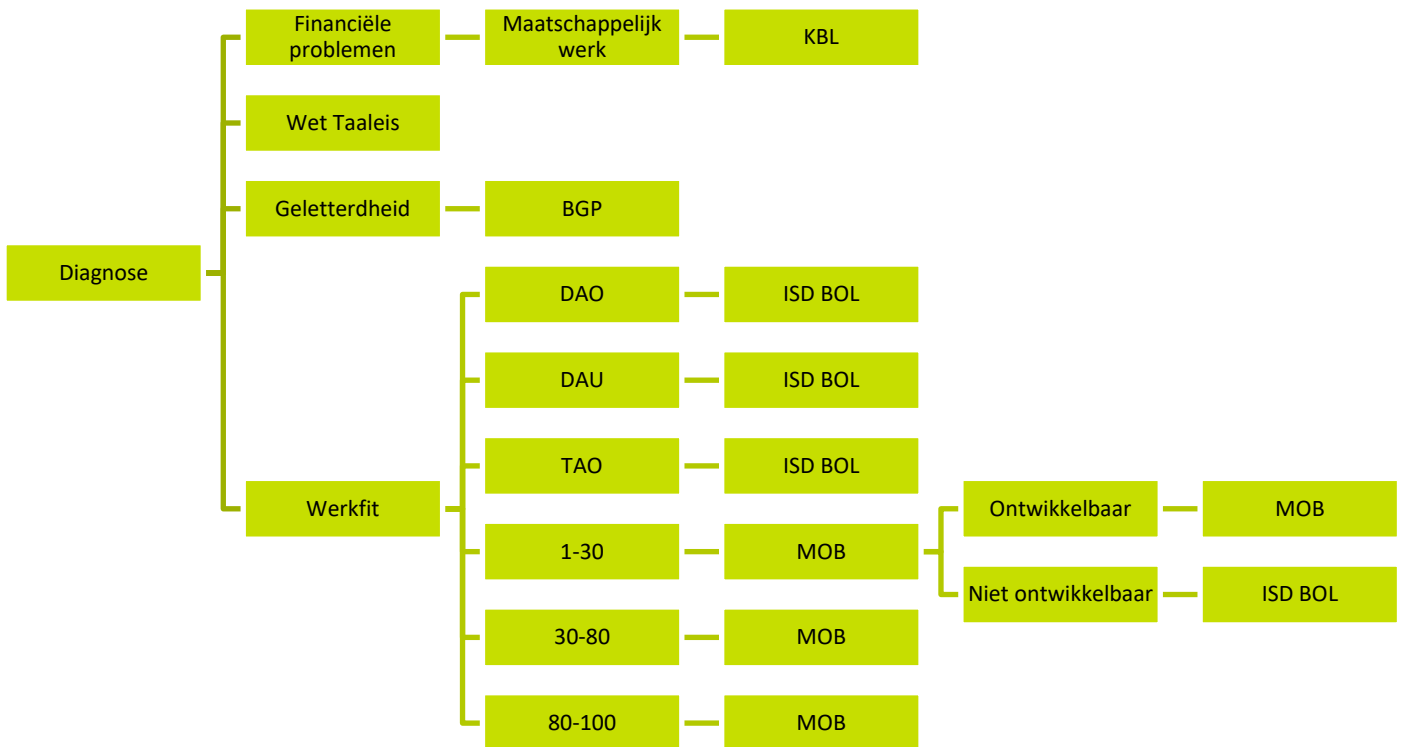 Financiële
problemen
Maatschappelijk
werk
KBL
Wet Taaleis
Geletterdheid
BGP
Diagnose
DAO
ISD BOL
DAU
ISD BOL
TAO
ISD BOL
Werkfit
Ontwikkelbaar
MOB
1-30
MOB
Niet ontwikkelbaar
ISD BOL
30-80
MOB
80-100
MOB